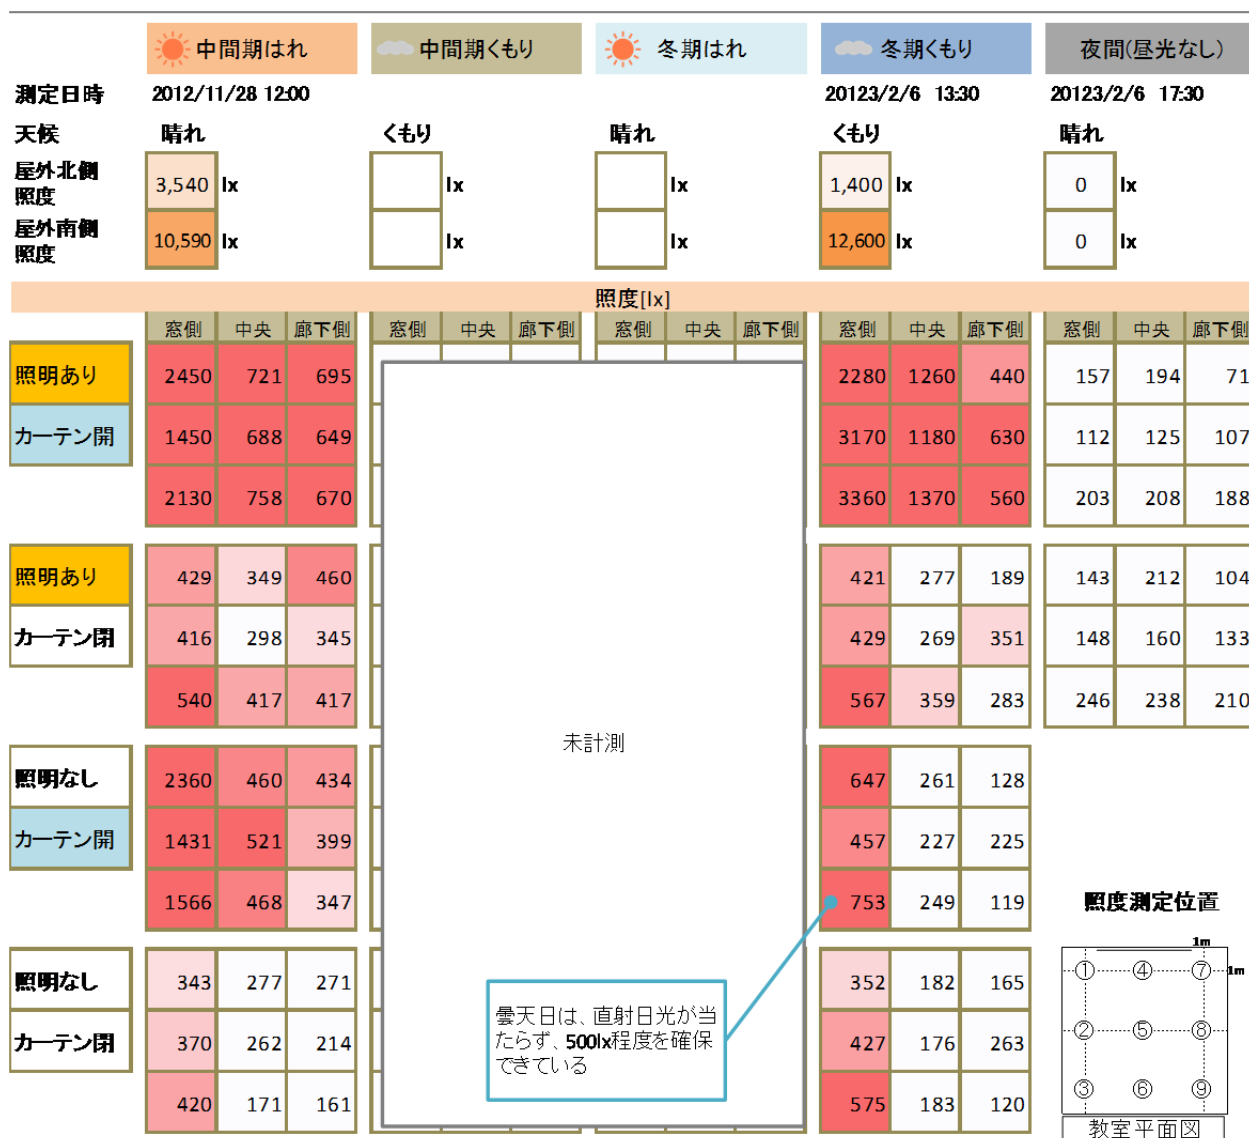 中間期はれ 中間期くもり 冬期はれ 冬期くもり 夜間(昼光なし)
測定日時 2012/11/28 12:00 20123/2/6 13:30 20123/2/6 17:30
天候 晴れ くもり 晴れ くもり 晴れ
屋外北側
照度
3,540 lx lx lx 1,400 lx 0 lx
屋外南側
照度
10,590 lx lx lx 12,600 lx 0 lx
照度[lx]
窓側 中央 廊下側 窓側 中央 廊下側 窓側 中央 廊下側 窓側 中央 廊下側 窓側 中央 廊下側
照明あり 2450 721 695 2280 1260 440 157 194 71
カーテン開 1450 688 649 3170 1180 630 112 125 107
2130 758 670 3360 1370 560 203 208 188
照明あり 429 349 460 421 277 189 143 212 104
カーテン閉 416 298 345 429 269 351 148 160 133
540 417 417 567 359 283 246 238 210
未計測
照明なし 2360 460 434 647 261 128
カーテン開 1431 521 399 457 227 225
1566 468 347 753 249 119
照明なし 343 277 271 352 182 165
カーテン閉 370 262 214 427 176 263
420 171 161 575 183 120
曇天日は、直射日光が当
たらず、500lx程度を確保
できている
照度測定位置
1m
① ④ ⑦ 1m
② ⑤ ⑧
③ ⑥ ⑨
教室平面図